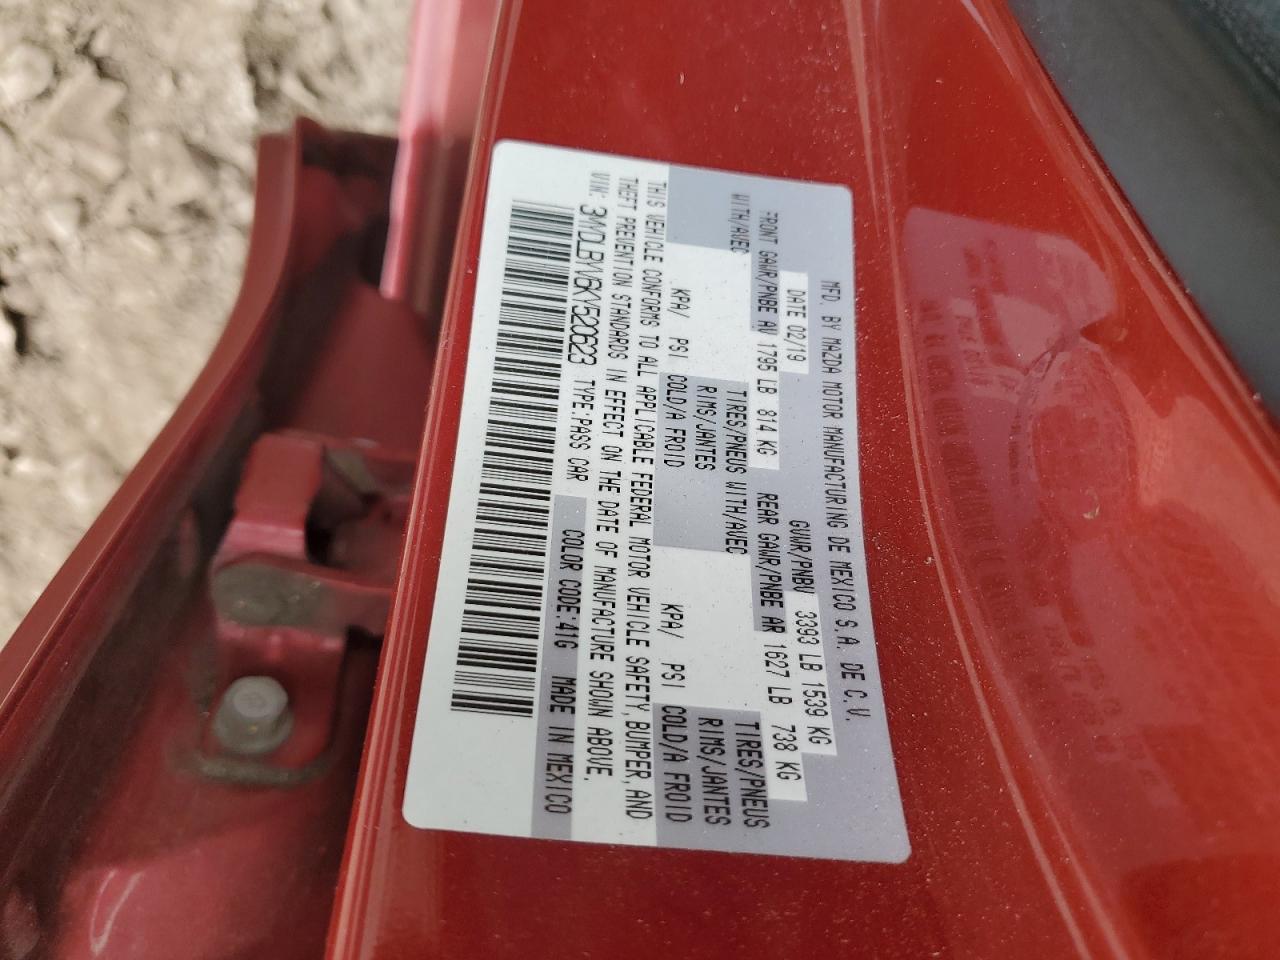 MFD. BY MAZDA MOTOR MANUFACTURING DE MEXICO S.A. DE C.V.
DATE 02/19 GVWR/PNBV 3393 LB 1539 KG
FRONT GAWR/PNBE AV 1795 LB 814 KG REAR GAWR/PNBE AR 1627 LB 738 KG
WITH/AVEC TIRES/PNEUS WITH/AVEC TIRES/PNEUS
RIMS/JANTES RIMS/JANTES
KPA/ PSI COLD/A FROID KPA/ PSI COLD/A FROID
THIS VEHICLE CONFORMS TO ALL APPLICABLE FEDERAL MOTOR VEHICLE SAFETY, BUMPER, AND
THEFT PREVENTION STANDARDS IN EFFECT ON THE DATE OF MANUFACTURE SHOWN ABOVE.
VIN: 3MYDLBYV6KY520623 TYPE:PASS CAR COLOR CODE:41G MADE IN MEXICO